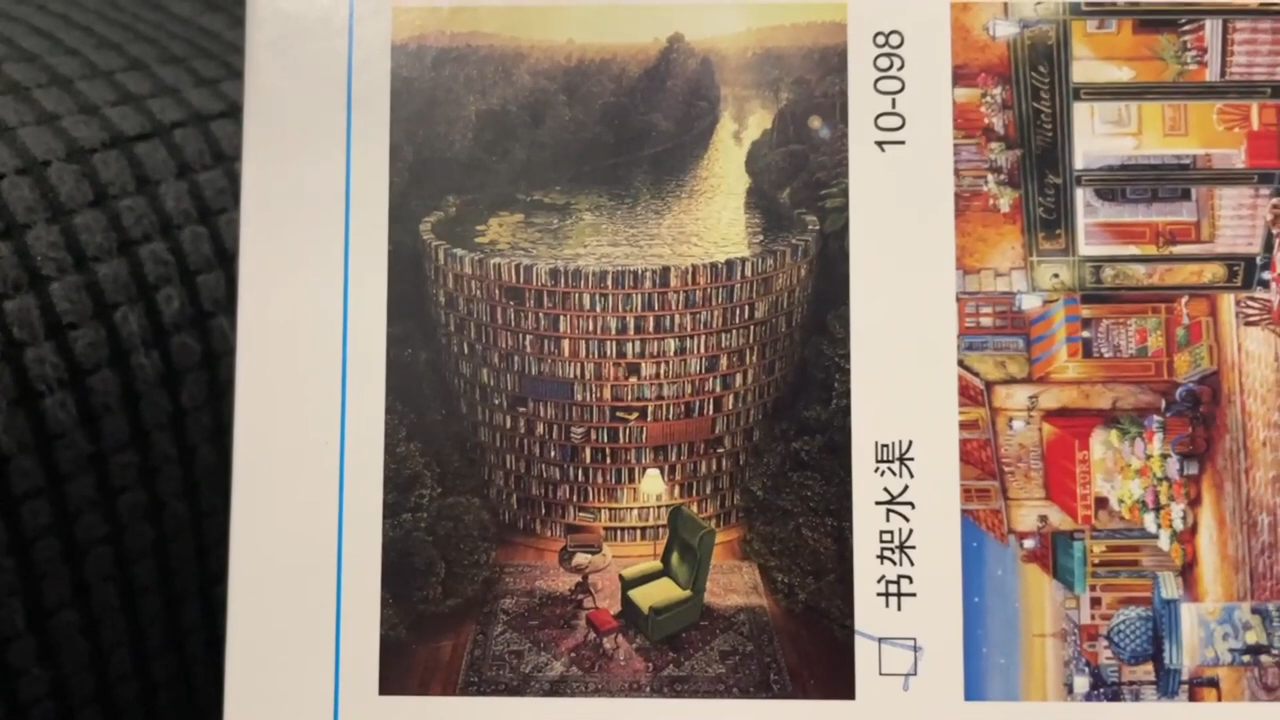 书架水渠 10-098
Chez Michelle
FLEURS